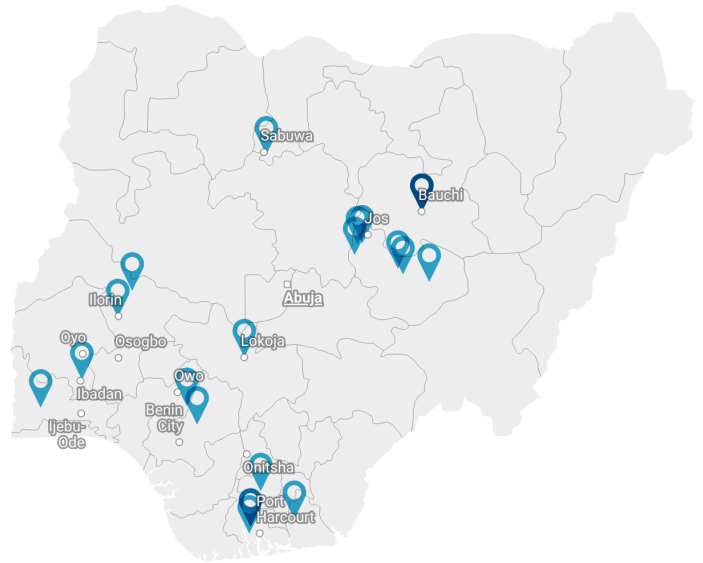 Sabuwa
Bauchi
Jos
Abuja
Ilorin
Lokoja
Oyo
Osogbo
Owo
Ibadan
Benin
City
Ijebu-
Ode
Onitsha
Port
Harcourt